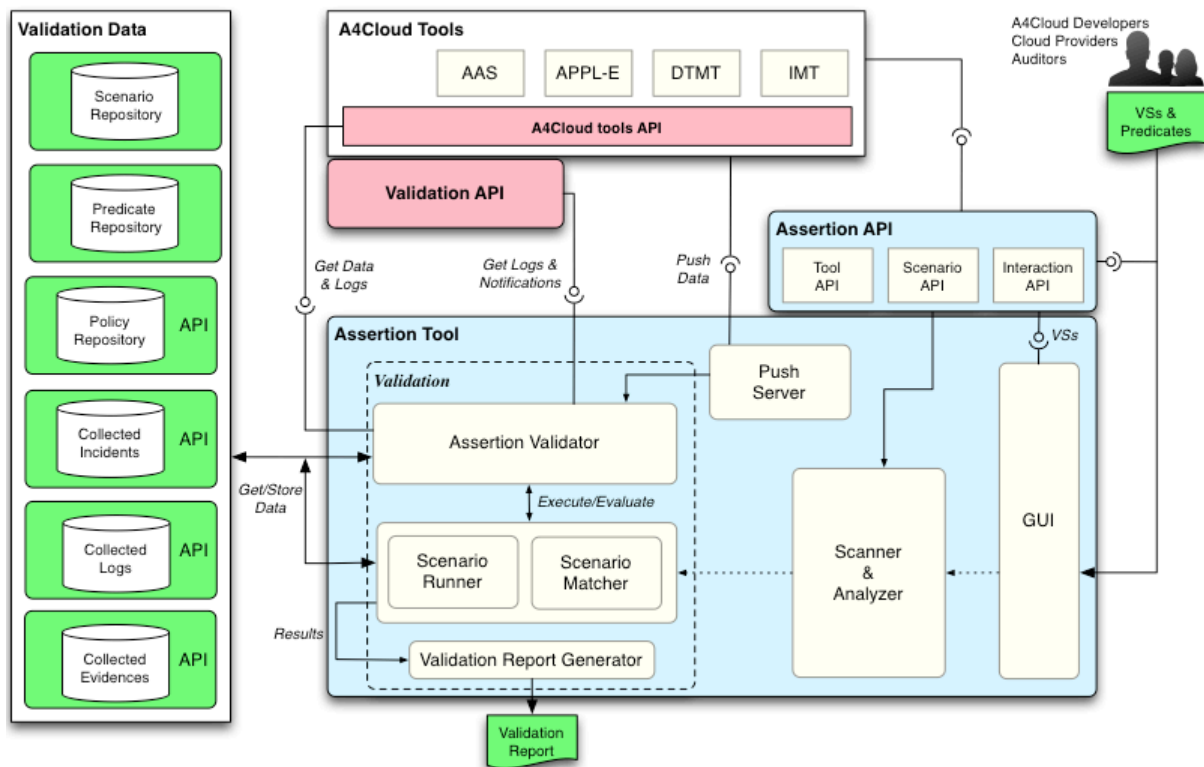 Validation Data
Scenario
Repository
Predicate
Repository
Policy
Repository
API
Collected
Incidents
API
Collected
Logs
API
Collected
Evidences
API
A4Cloud Tools
AAS
APPL-E
DTMT
IMT
A4Cloud tools API
Validation API
A4Cloud Developers
Cloud Providers
Auditors
VSs &
Predicates
Get Data
& Logs
Get Logs &
Notifications
Push
Data
Assertion API
Tool
API
Scenario
API
Interaction
API
VSs
Assertion Tool
Validation
Assertion Validator
Push
Server
Get/Store
Data
Execute/Evaluate
Scenario
Runner
Scenario
Matcher
Scanner
&
Analyzer
GUI
Results
Validation Report Generator
Validation
Report